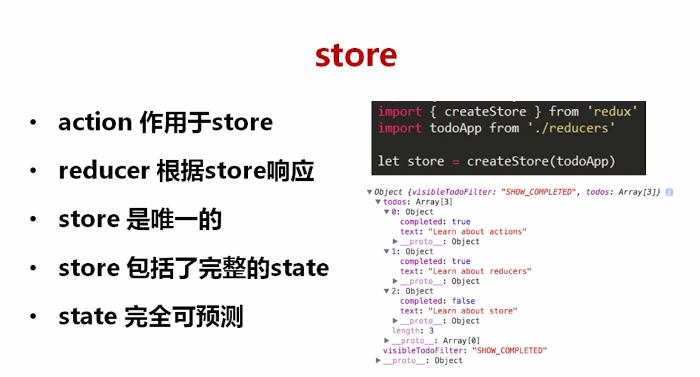 store
• action 作用于store
• reducer 根据store响应
• store 是唯一的
• store 包括了完整的state
• state 完全可预测
import { createStore } from 'redux'
import todoApp from './reducers'
let store = createStore(todoApp)
▼Object {visibleTodoFilter: "SHOW_COMPLETED", todos: Array[3]} i
▼todos: Array[3]
▼0: Object
completed: true
text: "Learn about actions"
▶__proto__: Object
▼1: Object
completed: true
text: "Learn about reducers"
▶__proto__: Object
▼2: Object
completed: false
text: "Learn about store"
▶__proto__: Object
length: 3
▶__proto__: Array[0]
visibleTodoFilter: "SHOW_COMPLETED"
▶__proto__: Object